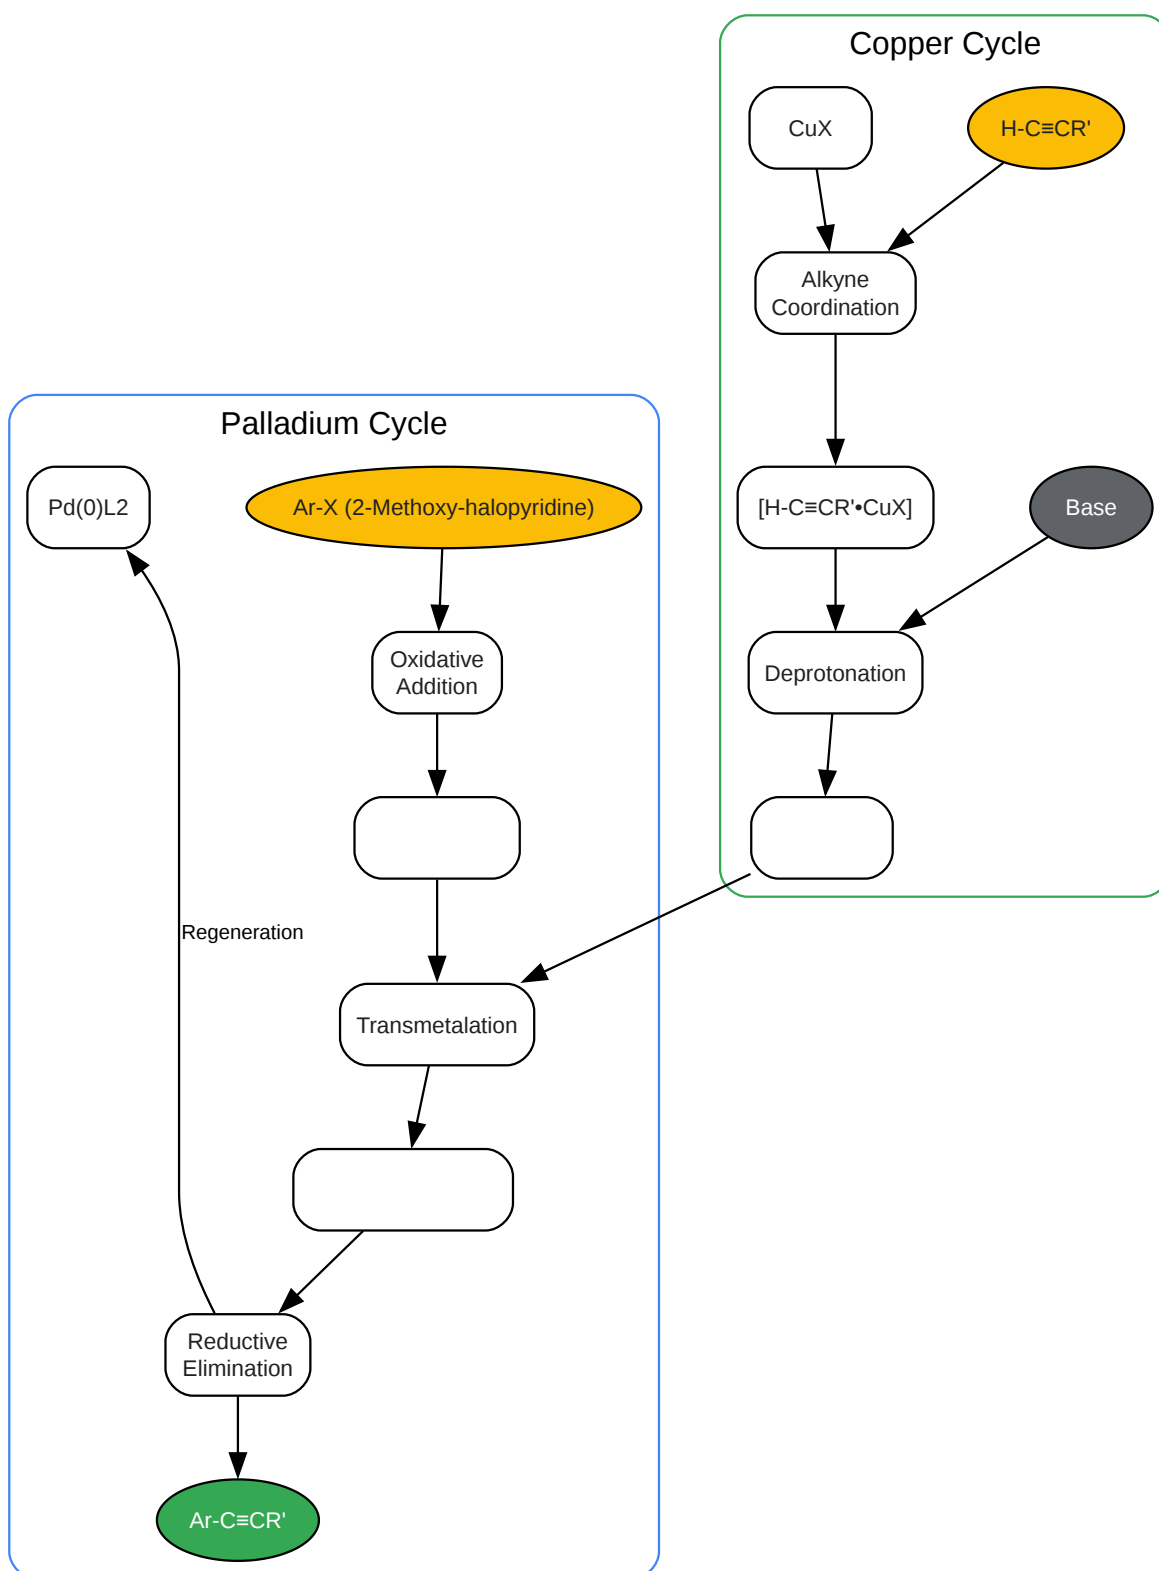 Copper Cycle
CuX
H-C≡CR'
Alkyne
Coordination
Palladium Cycle
Pd(0)L2
Ar-X (2-Methoxy-halopyridine)
[H-C≡CR'•CuX]
Base
Oxidative
Addition
Deprotonation
Regeneration
Transmetalation
Reductive
Elimination
Ar-C≡CR'